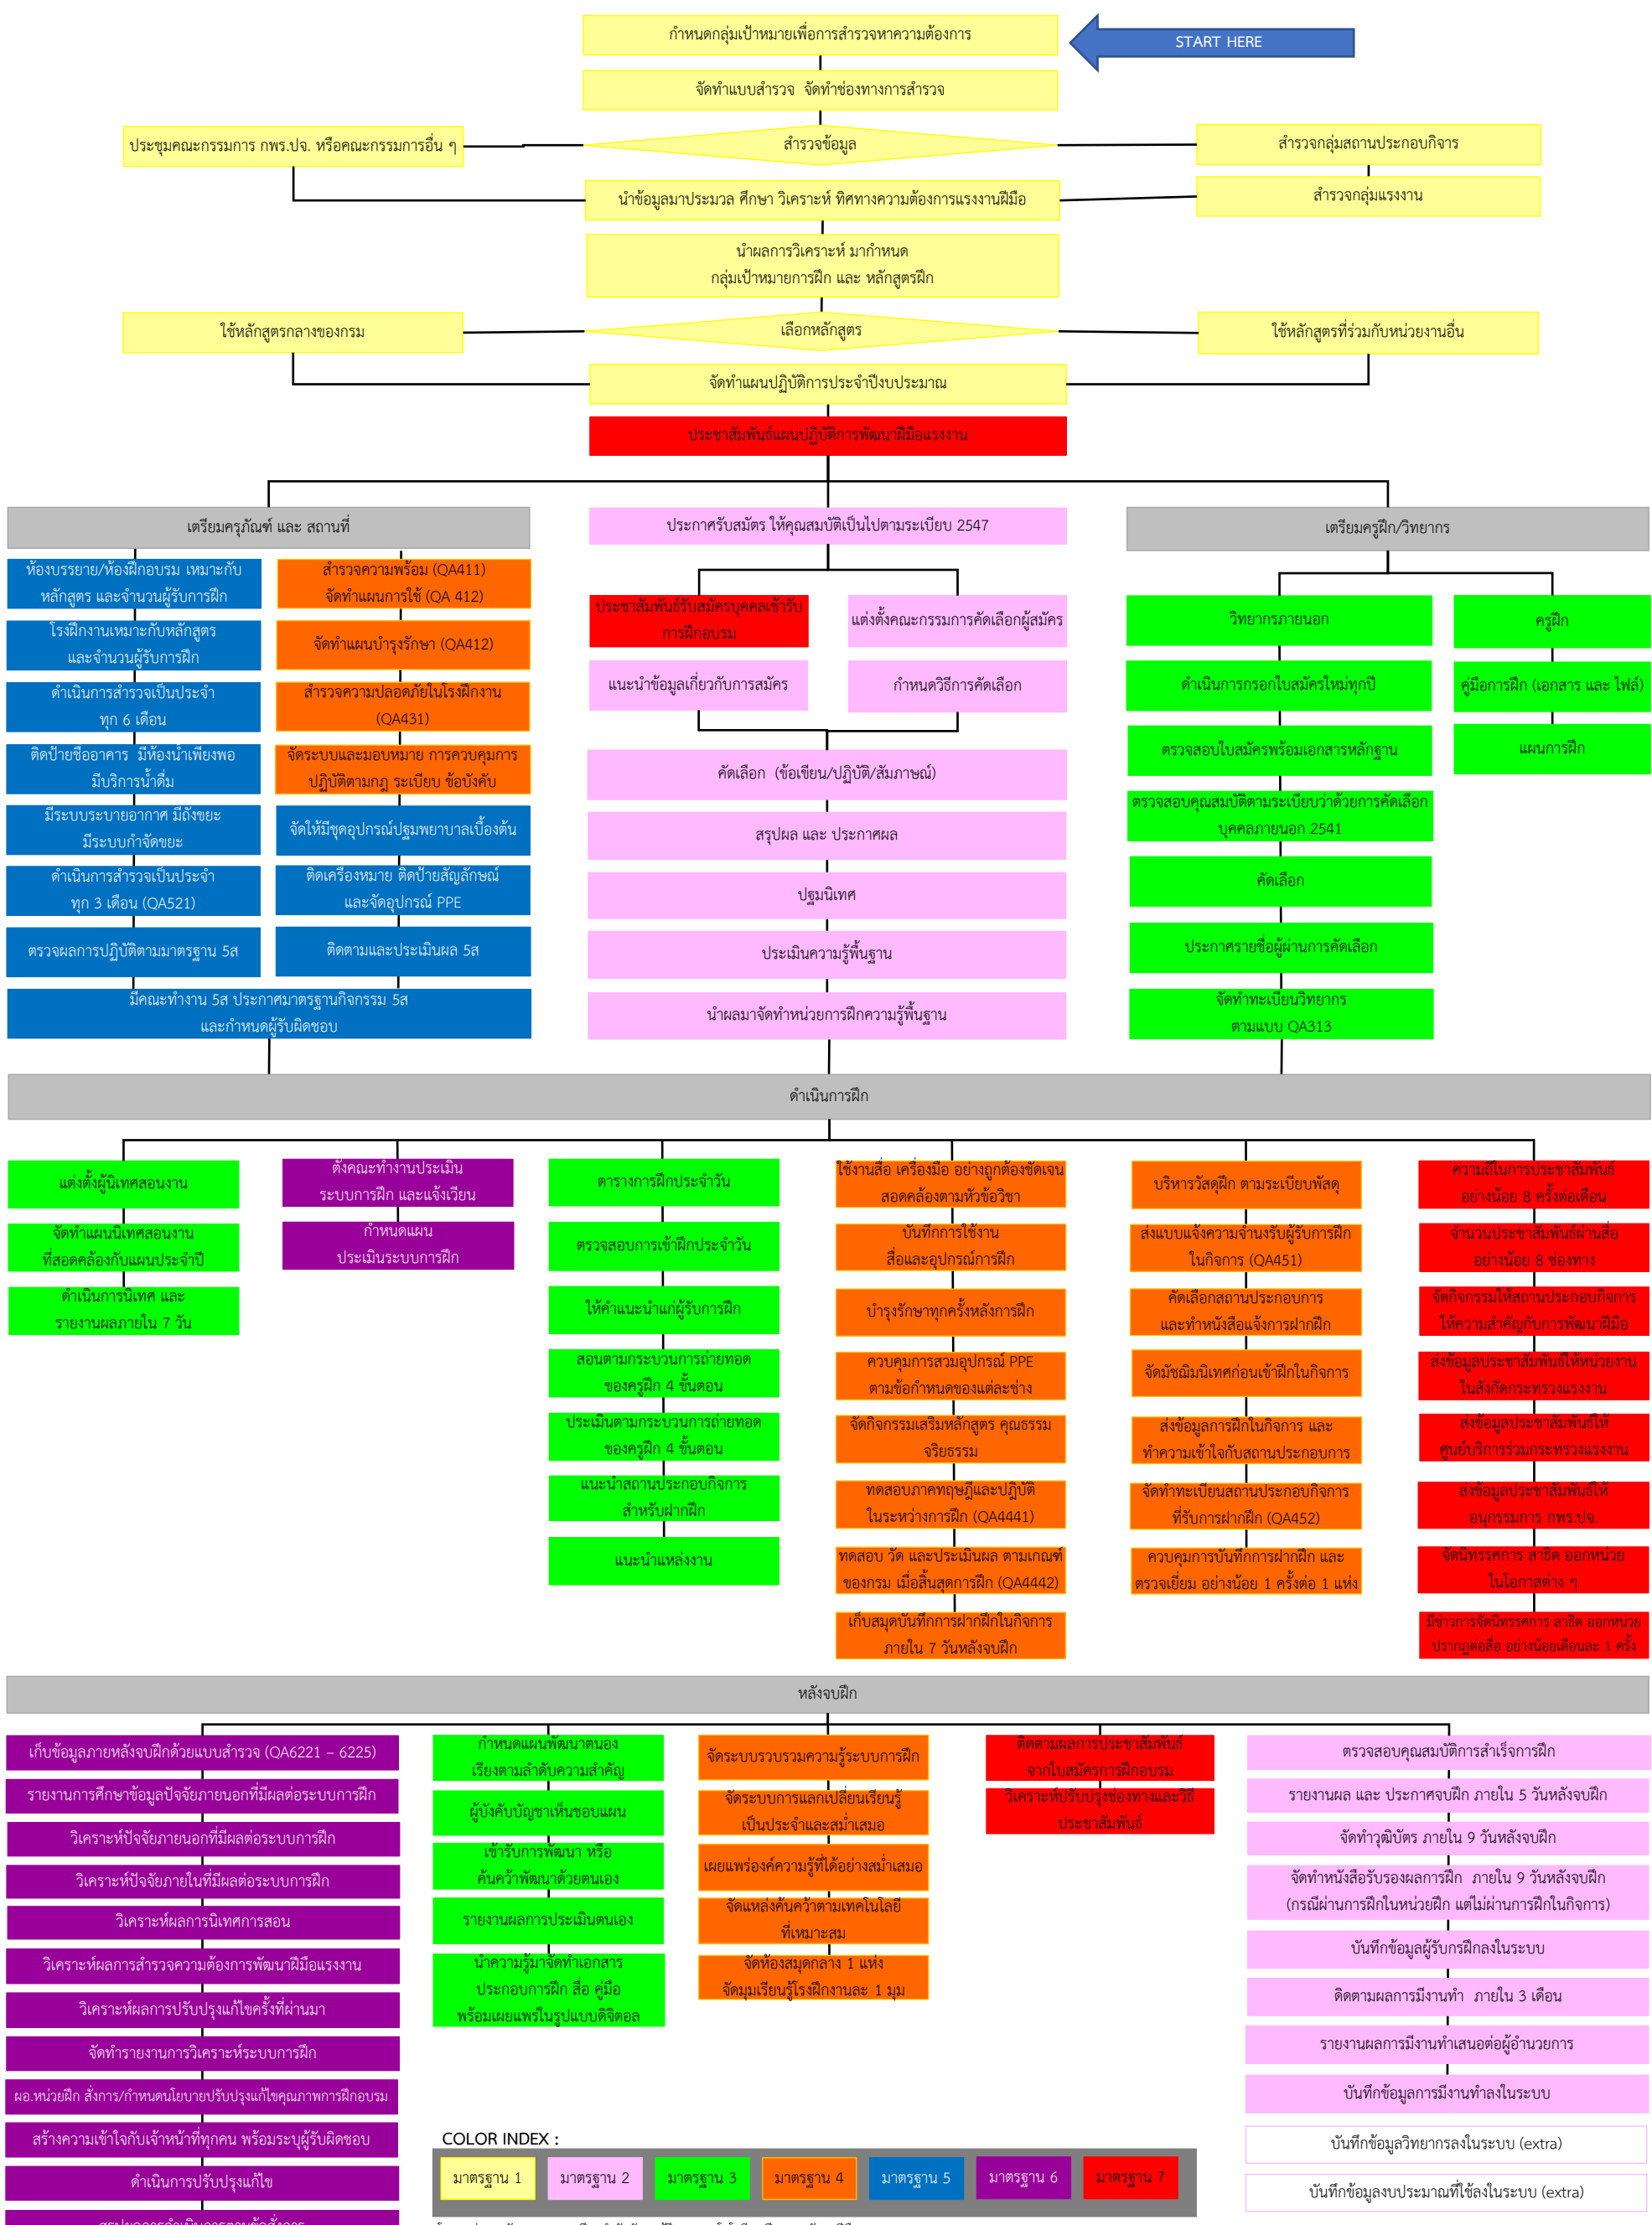 กำหนดกลุ่มเป้าหมายเพื่อการสำรวจหาความต้องการ
START HERE
จัดทำแบบสำรวจ จัดทำช่องทางการสำรวจ
ประชุมคณะกรรมการ กพร.ปจ. หรือคณะกรรมการอื่น ๆ
สำรวจข้อมูล
สำรวจกลุ่มสถานประกอบกิจาร
นำข้อมูลมาประมวล ศึกษา วิเคราะห์ ทิศทางความต้องการแรงงานฝีมือ
สำรวจกลุ่มแรงงาน
นำผลการวิเคราะห์ มากำหนด
กลุ่มเป้าหมายการฝึก และ หลักสูตรฝึก
ใช้หลักสูตรกลางของกรม
เลือกหลักสูตร
ใช้หลักสูตรที่ร่วมกับหน่วยงานอื่น
จัดทำแผนปฏิบัติการประจำปีงบประมาณ
ประชาสัมพันธ์แผนปฏิบัติการพัฒนาฝีมือแรงงาน
เตรียมครุภัณฑ์ และ สถานที่
ห้องบรรยาย/ห้องฝึกอบรม เหมาะกับ
หลักสูตร และจำนวนผู้รับการฝึก
โรงฝึกงานเหมาะกับหลักสูตร
และจำนวนผู้รับการฝึก
ดำเนินการสำรวจเป็นประจำ
ทุก 6 เดือน
ติดป้ายชื่ออาคาร มีห้องน้ำเพียงพอ
มีบริการน้ำดื่ม
มีระบบระบายอากาศ มีถังขยะ
มีระบบกำจัดขยะ
ดำเนินการสำรวจเป็นประจำ
ทุก 3 เดือน (QA521)
ตรวจผลการปฏิบัติตามมาตรฐาน 5ส
สำรวจความพร้อม (QA411)
จัดทำแผนการใช้ (QA 412)
จัดทำแผนบำรุงรักษา (QA412)
สำรวจความปลอดภัยในโรงฝึกงาน
(QA431)
จัดระบบและมอบหมาย การควบคุมการ
ปฏิบัติตามกฎ ระเบียบ ข้อบังคับ
จัดให้มีชุดอุปกรณ์ปฐมพยาบาลเบื้องต้น
ติดเครื่องหมาย ติดป้ายสัญลักษณ์
และจัดอุปกรณ์ PPE
ติดตามและประเมินผล 5ส
มีคณะทำงาน 5ส ประกาศมาตรฐานกิจกรรม 5ส
และกำหนดผู้รับผิดชอบ
ประกาศรับสมัตร ให้คุณสมบัติเป็นไปตามระเบียบ 2547
ประชาสัมพันธ์รับสมัครบุคคลเข้ารับ
การฝึกอบรม
แนะนำข้อมูลเกี่ยวกับการสมัคร
แต่งตั้งคณะกรรมการคัดเลือกผู้สมัคร
กำหนดวิธีการคัดเลือก
คัดเลือก (ข้อเขียน/ปฏิบัติ/สัมภาษณ์)
สรุปผล และ ประกาศผล
ปฐมนิเทศ
ประเมินความรู้พื้นฐาน
นำผลมาจัดทำหน่วยการฝึกความรู้พื้นฐาน
เตรียมครูฝึก/วิทยากร
วิทยากรภายนอก
ดำเนินการกรอกใบสมัครใหม่ทุกปี
ตรวจสอบใบสมัครพร้อมเอกสารหลักฐาน
ตรวจสอบคุณสมบัติตามระเบียบว่าด้วยการคัดเลือก
บุคคลภายนอก 2541
คัดเลือก
ประกาศรายชื่อผู้ผ่านการคัดเลือก
จัดทำทะเบียนวิทยากร
ตามแบบ QA313
ครูฝึก
คู่มือการฝึก (เอกสาร และ ไฟล์)
แผนการฝึก
ดำเนินการฝึก
แต่งตั้งผู้นิเทศสอนงาน
จัดทำแผนนิเทศสอนงาน
ที่สอดคล้องกับแผนประจำปี
ดำเนินการนิเทศ และ
รายงานผลภายใน 7 วัน
ตั้งคณะทำงานประเมิน
ระบบการฝึก และแจ้งเวียน
กำหนดแผน
ประเมินระบบการฝึก
ตารางการฝึกประจำวัน
ตรวจสอบการเข้าฝึกประจำวัน
ให้คำแนะนำแก่ผู้รับการฝึก
สอนตามกระบวนการถ่ายทอด
ของครูฝึก 4 ขั้นตอน
ประเมินตามกระบวนการถ่ายทอด
ของครูฝึก 4 ขั้นตอน
แนะนำสถานประกอบกิจการ
สำหรับฝากฝึก
แนะนำแหล่งงาน
ใช้งานสื่อ เครื่องมือ อย่างถูกต้องชัดเจน
สอดคล้องตามหัวข้อวิชา
บันทึกการใช้งาน
สื่อและอุปกรณ์การฝึก
บำรุงรักษาทุกครั้งหลังการฝึก
ควบคุมการสวมอุปกรณ์ PPE
ตามข้อกำหนดของแต่ละช่าง
จัดกิจกรรมเสริมหลักสูตร คุณธรรม
จริยธรรม
ทดสอบภาคทฤษฎีและปฎิบัติ
ในระหว่างการฝึก (QA4441)
ทดสอบ วัด และประเมินผล ตามเกณฑ์
ของกรม เมื่อสิ้นสุดการฝึก (QA4442)
เก็บสมุดบันทึกการฝากฝึกในกิจการ
ภายใน 7 วันหลังจบฝึก
บริหารวัสดุฝึก ตามระเบียบพัสดุ
ส่งแบบแจ้งความจำนงรับผู้รับการฝึก
ในกิจการ (QA451)
คัดเลือกสถานประกอบการ
และทำหนังสือแจ้งการฝากฝึก
จัดมัชฌิมนิเทศก่อนเข้าฝึกในกิจการ
ส่งข้อมูลการฝึกในกิจการ และ
ทำความเข้าใจกับสถานประกอบการ
จัดทำทะเบียนสถานประกอบกิจการ
ที่รับการฝากฝึก (QA452)
ควบคุมการบันทึกการฝากฝึก และ
ตรวจเยี่ยม อย่างน้อย 1 ครั้งต่อ 1 แห่ง
ความถี่ในการประชาสัมพันธ์
อย่างน้อย 8 ครั้งต่อเดือน
จำนวนประชาสัมพันธ์ผ่านสื่อ
อย่างน้อย 8 ช่องทาง
จัดกิจกรรมให้สถานประกอบกิจการ
ให้ความสำคัญกับการพัฒนาฝีมือ
ส่งข้อมูลประชาสัมพันธ์ให้หน่วยงาน
ในสังกัดกระทรวงแรงงาน
ส่งข้อมูลประชาสัมพันธ์ให้
ศูนย์บริการร่วมกระทรวงแรงงาน
ส่งข้อมูลประชาสัมพันธ์ให้
อนุกรรมการ กพร.ปจ.
จัดนิทรรศการ สาธิต ออกหน่วย
ในโอกาสต่าง ๆ
มีข่าวการจัดนิทรรศการ สาธิต ออกหน่วย
ปรากฏต่อสื่อ อย่างน้อยเดือนละ 1 ครั้ง
หลังจบฝึก
เก็บข้อมูลภายหลังจบฝึกด้วยแบบสำรวจ (QA6221 – 6225)
รายงานการศึกษาข้อมูลปัจจัยภายนอกที่มีผลต่อระบบการฝึก
วิเคราะห์ปัจจัยภายนอกที่มีผลต่อระบบการฝึก
วิเคราะห์ปัจจัยภายในที่มีผลต่อระบบการฝึก
วิเคราะห์ผลการนิเทศการสอน
วิเคราะห์ผลการสำรวจความต้องการพัฒนาฝีมือแรงงาน
วิเคราะห์ผลการปรับปรุงแก้ไขครั้งที่ผ่านมา
จัดทำรายงานการวิเคราะห์ระบบการฝึก
ผอ.หน่วยฝึก สั่งการ/กำหนดนโยบายปรับปรุงแก้ไขคุณภาพการฝึกอบรม
สร้างความเข้าใจกับเจ้าหน้าที่ทุกคน พร้อมระบุผู้รับผิดชอบ
ดำเนินการปรับปรุงแก้ไข
กำหนดแผนพัฒนาตนอง
เรียงตามลำดับความสำคัญ
ผู้บังคับบัญชาเห็นชอบแผน
เข้ารับการพัฒนา หรือ
ค้นคว้าพัฒนาด้วยตนเอง
รายงานผลการประเมินตนเอง
นำความรู้มาจัดทำเอกสาร
ประกอบการฝึก สื่อ คู่มือ
พร้อมเผยแพร่ในรูปแบบดิจิตอล
จัดระบบรวบรวมความรู้ระบบการฝึก
จัดระบบการแลกเปลี่ยนเรียนรู้
เป็นประจำและสม่ำเสมอ
เผยแพร่องค์ความรู้ที่ได้อย่างสม่ำเสมอ
จัดแหล่งค้นคว้าตามเทคโนโลยี
ที่เหมาะสม
จัดห้องสมุดกลาง 1 แห่ง
จัดมุมเรียนรู้โรงฝึกงานละ 1 มุม
ติดตามผลการประชาสัมพันธ์
จากใบสมัครการฝึกอบรม
วิเคราะห์ปรับปรุงช่องทางและวิธี
ประชาสัมพันธ์
ตรวจสอบคุณสมบัติการสำเร็จการฝึก
รายงานผล และ ประกาศจบฝึก ภายใน 5 วันหลังจบฝึก
จัดทำวุฒิบัตร ภายใน 9 วันหลังจบฝึก
จัดทำหนังสือรับรองผลการฝึก ภายใน 9 วันหลังจบฝึก
(กรณีผ่านการฝึกในหน่วยฝึก แต่ไม่ผ่านการฝึกในกิจการ)
บันทึกข้อมูลผู้รับกรฝึกลงในระบบ
ติดตามผลการมีงานทำ ภายใน 3 เดือน
รายงานผลการมีงานทำเสนอต่อผู้อำนวยการ
บันทึกข้อมูลการมีงานทำลงในระบบ
บันทึกข้อมูลวิทยากรลงในระบบ (extra)
บันทึกข้อมูลงบประมาณที่ใช้ลงในระบบ (extra)
COLOR INDEX :
มาตรฐาน 1
มาตรฐาน 2
มาตรฐาน 3
มาตรฐาน 4
มาตรฐาน 5
มาตรฐาน 6
มาตรฐาน 7